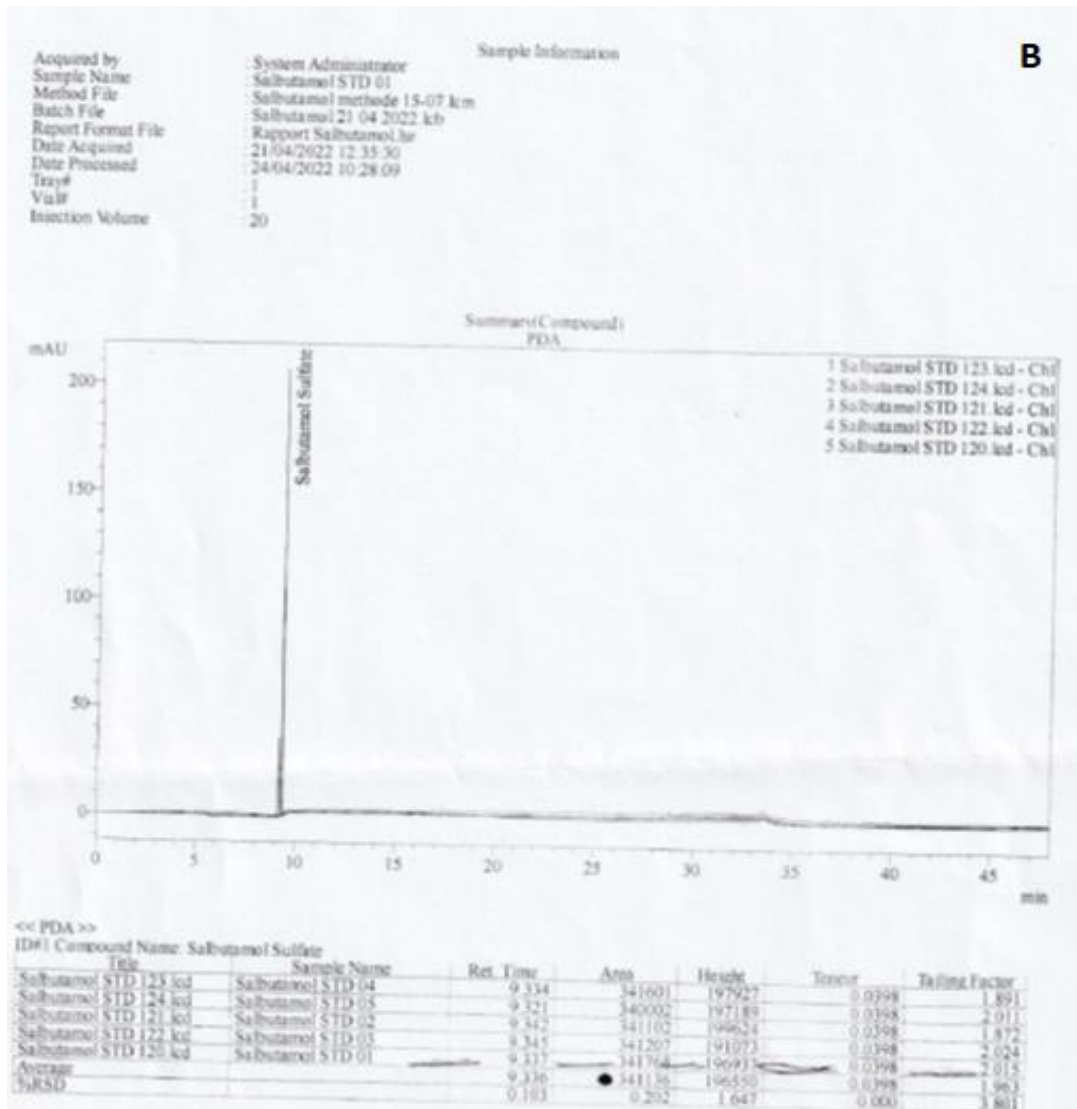 B
Sample Information
Acquired by : System Administrator
Sample Name : Salbutamol STD 01
Method File : Salbutamol methode 15-07 lcm
Batch File : Salbutamol 21 04 2022 lcb
Report Format File : Rapport Salbutamol.lsr
Date Acquired : 21/04/2022 12:35:30
Date Processed : 24/04/2022 10:28:09
Tray# : 1
Vial# : 1
Injection Volume : 20
Summary(Compound)
PDA
mAU
1 Salbutamol STD 123.lcd - Ch1
2 Salbutamol STD 124.lcd - Ch1
3 Salbutamol STD 121.lcd - Ch1
4 Salbutamol STD 122.lcd - Ch1
5 Salbutamol STD 120.lcd - Ch1
Salbutamol Sulfate
200
150
100
50
0
0 5 10 15 20 25 30 35 40 45
min
<< PDA >>
ID#1 Compound Name: Salbutamol Sulfate
Title Sample Name Ret. Time Area Height Teneur Tailing Factor
Salbutamol STD 123.lcd Salbutamol STD 04 9.334 341601 197927 0.0398 1.891
Salbutamol STD 124.lcd Salbutamol STD 05 9.321 340002 197189 0.0398 2.011
Salbutamol STD 121.lcd Salbutamol STD 02 9.342 341102 199624 0.0398 1.872
Salbutamol STD 122.lcd Salbutamol STD 03 9.345 341207 191073 0.0398 2.024
Salbutamol STD 120.lcd Salbutamol STD 01 9.337 341768 196937 0.0398 2.015
Average 9.336 341136 196550 0.0398 1.963
%RSD 0.103 0.202 1.647 0.000 3.801